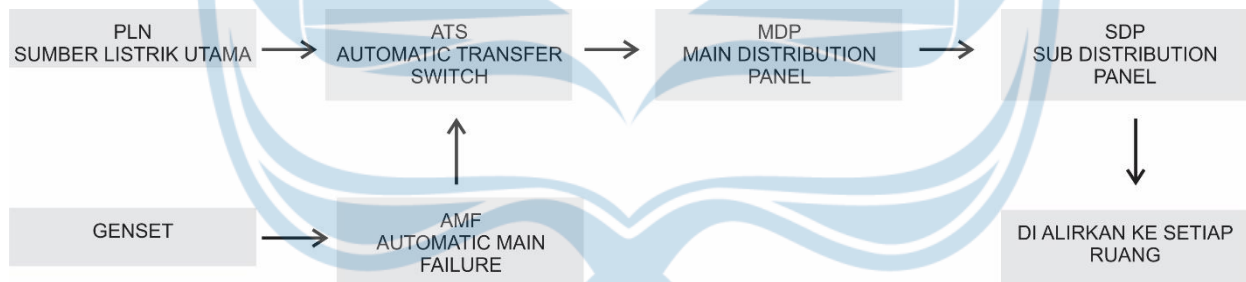 PLN
SUMBER LISTRIK UTAMA
ATS
AUTOMATIC TRANSFER
SWITCH
MDP
MAIN DISTRIBUTION
PANEL
SDP
SUB DISTRIBUTION
PANEL
GENSET
AMF
AUTOMATIC MAIN
FAILURE
DI ALIRKAN KE SETIAP
RUANG